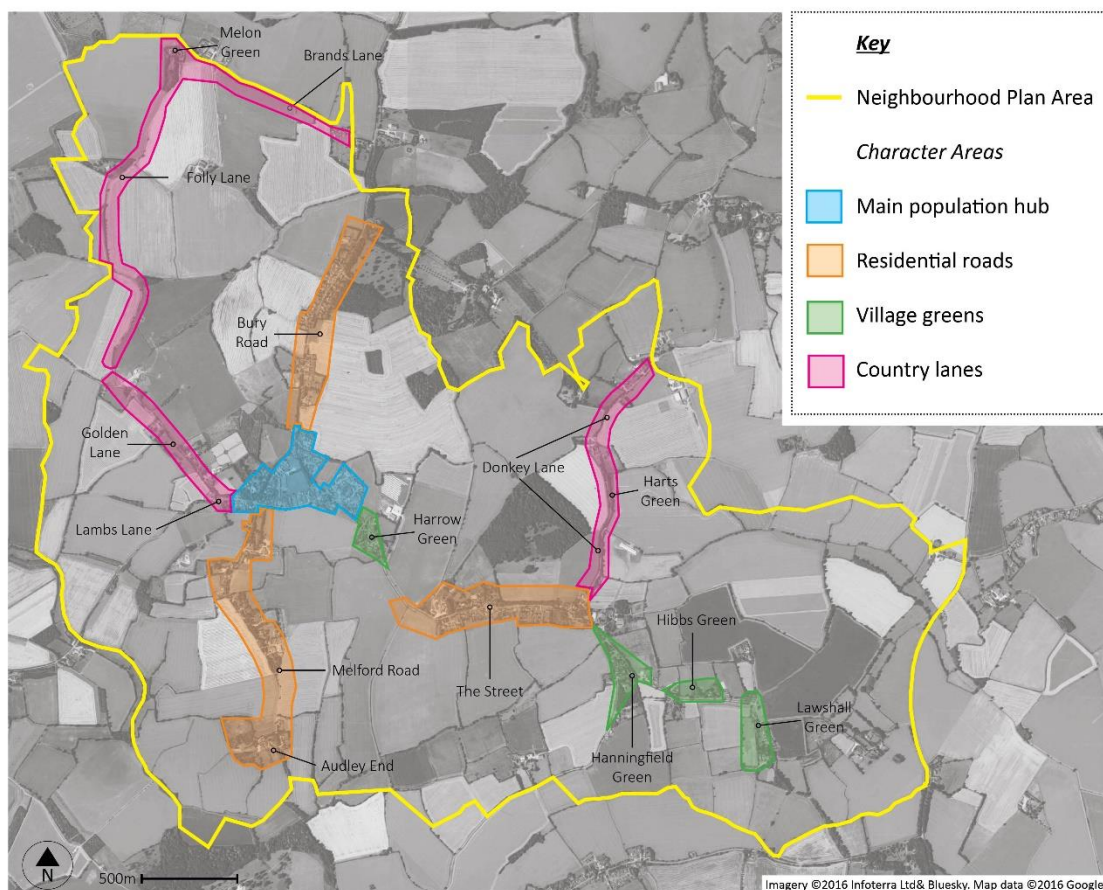 Melon
Green
Brands Lane
Folly Lane
Bury
Road
Golden
Lane
Lambs Lane
Harrow
Green
Donkey Lane
Harts
Green
Melford Road
The Street
Hibbs Green
Hanningfield
Green
Lawshall
Green
Audley End
Key
Neighbourhood Plan Area
Character Areas
Main population hub
Residential roads
Village greens
Country lanes
N
500m
Imagery ©2016 Infoterra Ltd& Bluesky. Map data ©2016 Google